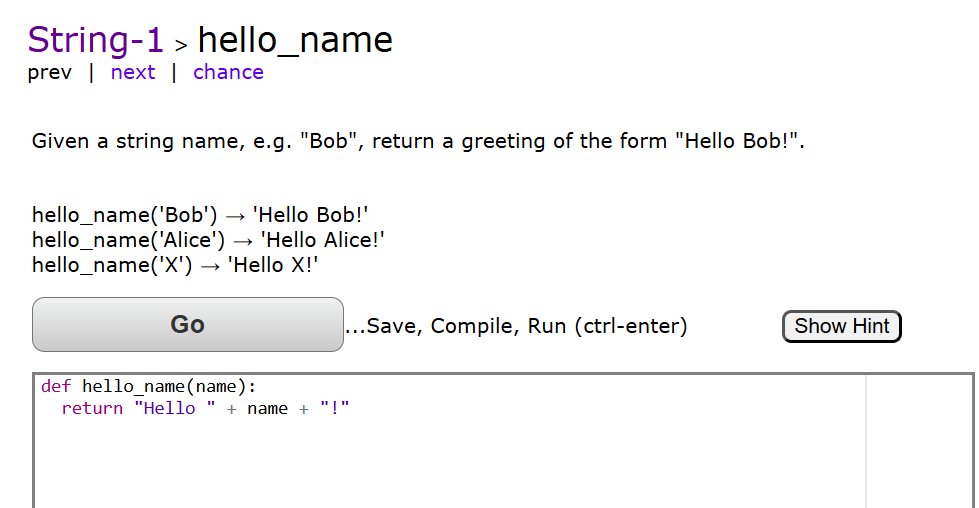 String-1 > hello_name
prev | next | chance
Given a string name, e.g. "Bob", return a greeting of the form "Hello Bob!".
hello_name('Bob') → 'Hello Bob!'
hello_name('Alice') → 'Hello Alice!'
hello_name('X') → 'Hello X!'
Go ...Save, Compile, Run (ctrl-enter) Show Hint
def hello_name(name):
  return "Hello " + name + "!"